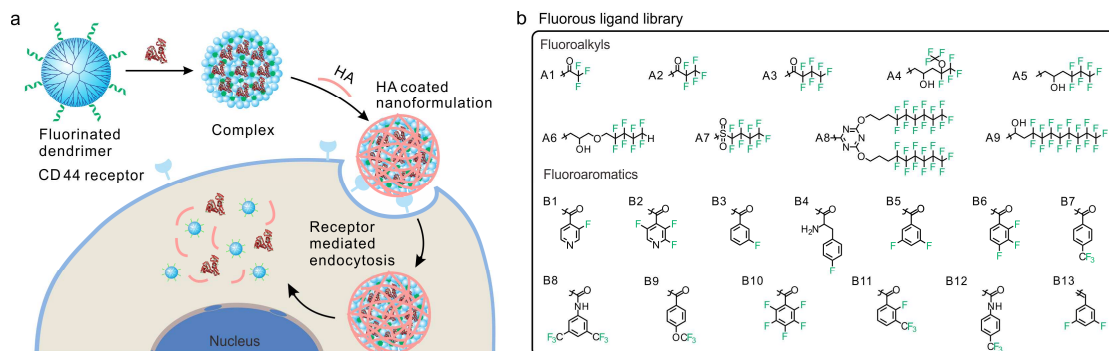 a
HA
Fluorinated
dendrimer
Complex
HA coated
nanoformulation
CD44 receptor
Receptor
mediated
endocytosis
Nucleus
b Fluorous ligand library
Fluoroalkyls
A1 A2 A3 A4 A5
A6 A7 A8 A9
Fluoroaromatics
B1 B2 B3 B4 B5 B6 B7
B8 B9 B10 B11 B12 B13